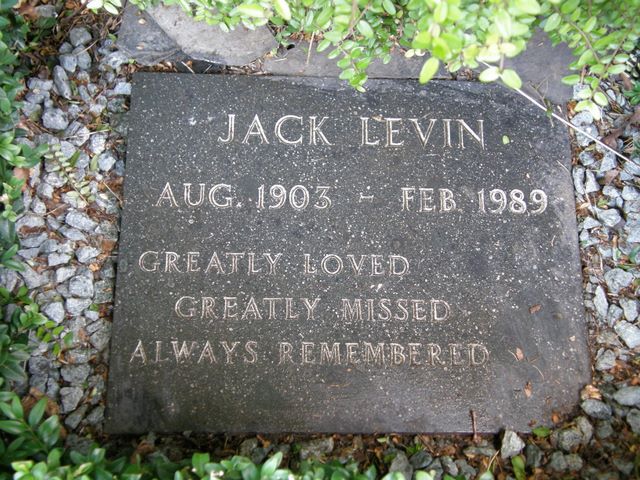 JACK LEVIN
AUG. 1903 - FEB. 1989
GREATLY LOVED
GREATLY MISSED
ALWAYS REMEMBERED